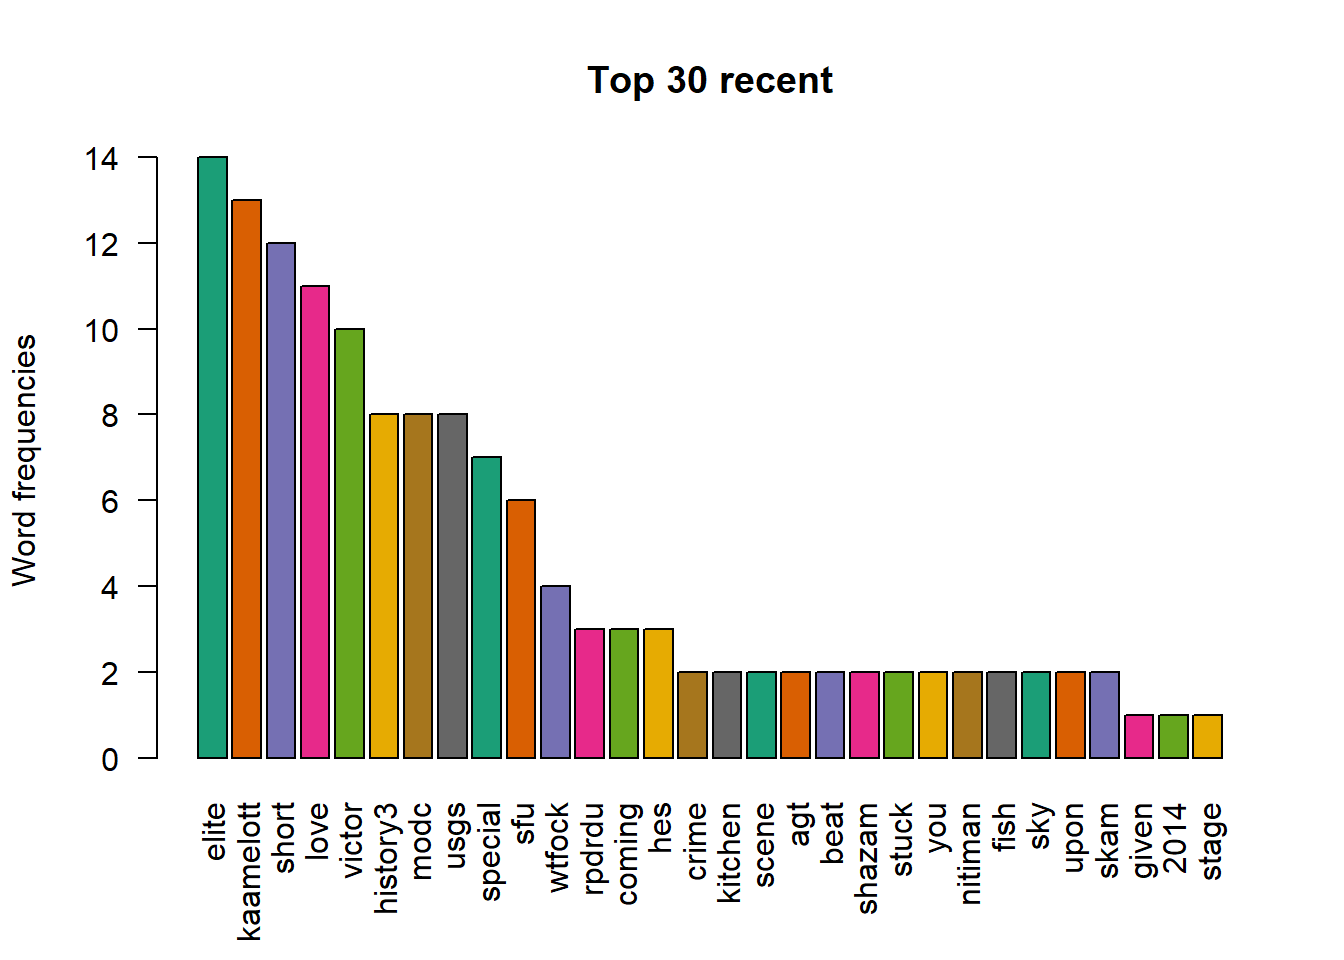 Top 30 recent
Word frequencies
14
12
10
8
6
4
2
0
elite
kaamelott
short
love
victor
history3
modc
usgs
special
sfu
wtfock
rpdrdu
coming
hes
crime
kitchen
scene
agt
beat
shazam
stuck
you
nitiman
fish
sky
upon
skam
given
2014
stage